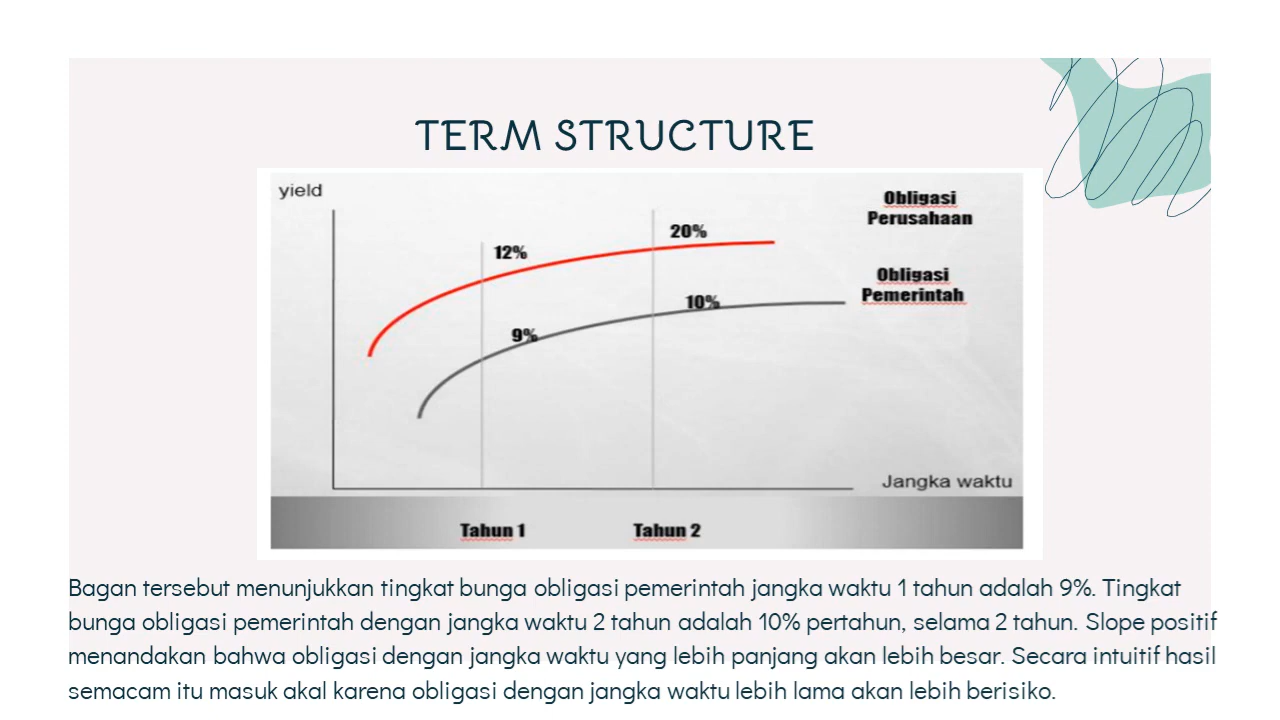 TERM STRUCTURE
yield
Obligasi
Perusahaan
20%
12%
Obligasi
Pemerintah
10%
9%
Jangka waktu
Tahun 1
Tahun 2
Bagan tersebut menunjukkan tingkat bunga obligasi pemerintah jangka waktu 1 tahun adalah 9%. Tingkat
bunga obligasi pemerintah dengan jangka waktu 2 tahun adalah 10% pertahun, selama 2 tahun. Slope positif
menandakan bahwa obligasi dengan jangka waktu yang lebih panjang akan lebih besar. Secara intuitif hasil
semacam itu masuk akal karena obligasi dengan jangka waktu lebih lama akan lebih berisiko.